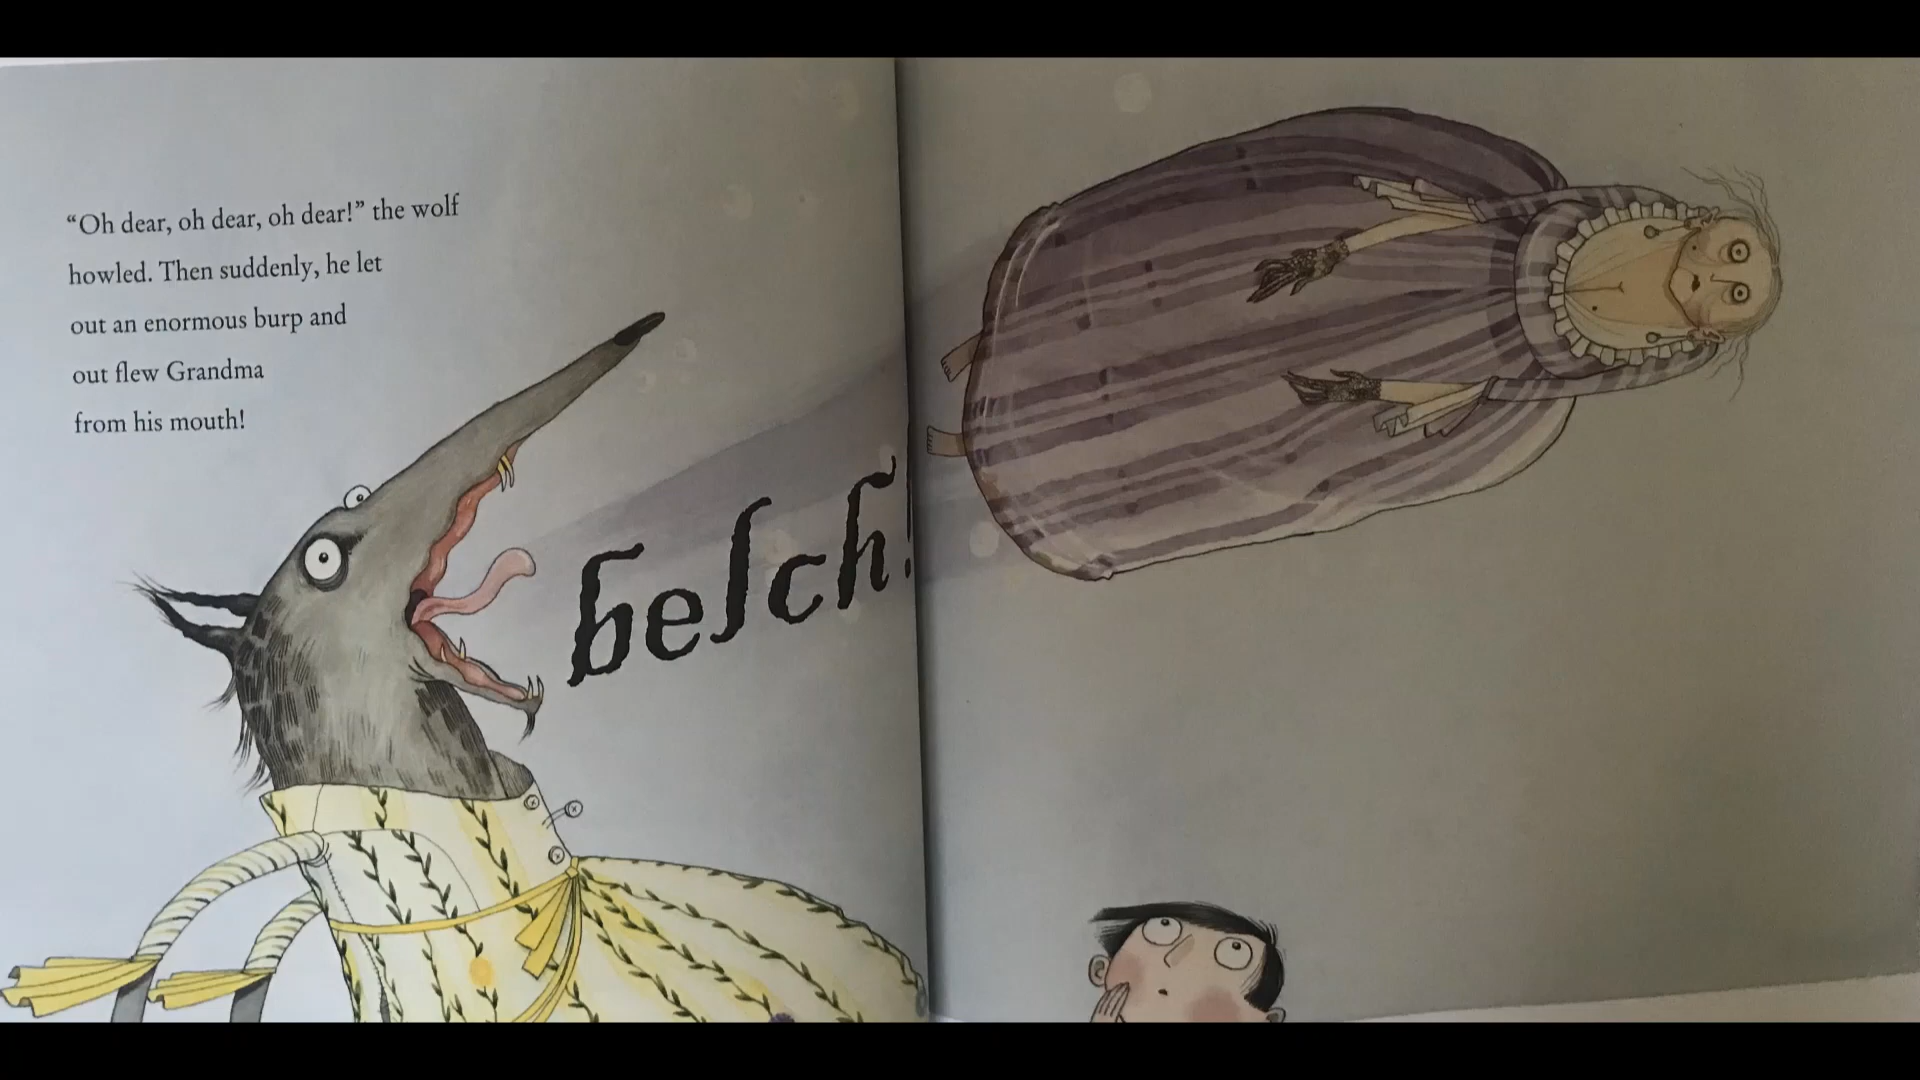 “Oh dear, oh dear, oh dear!” the wolf
howled. Then suddenly, he let
out an enormous burp and
out flew Grandma
from his mouth!
belch!